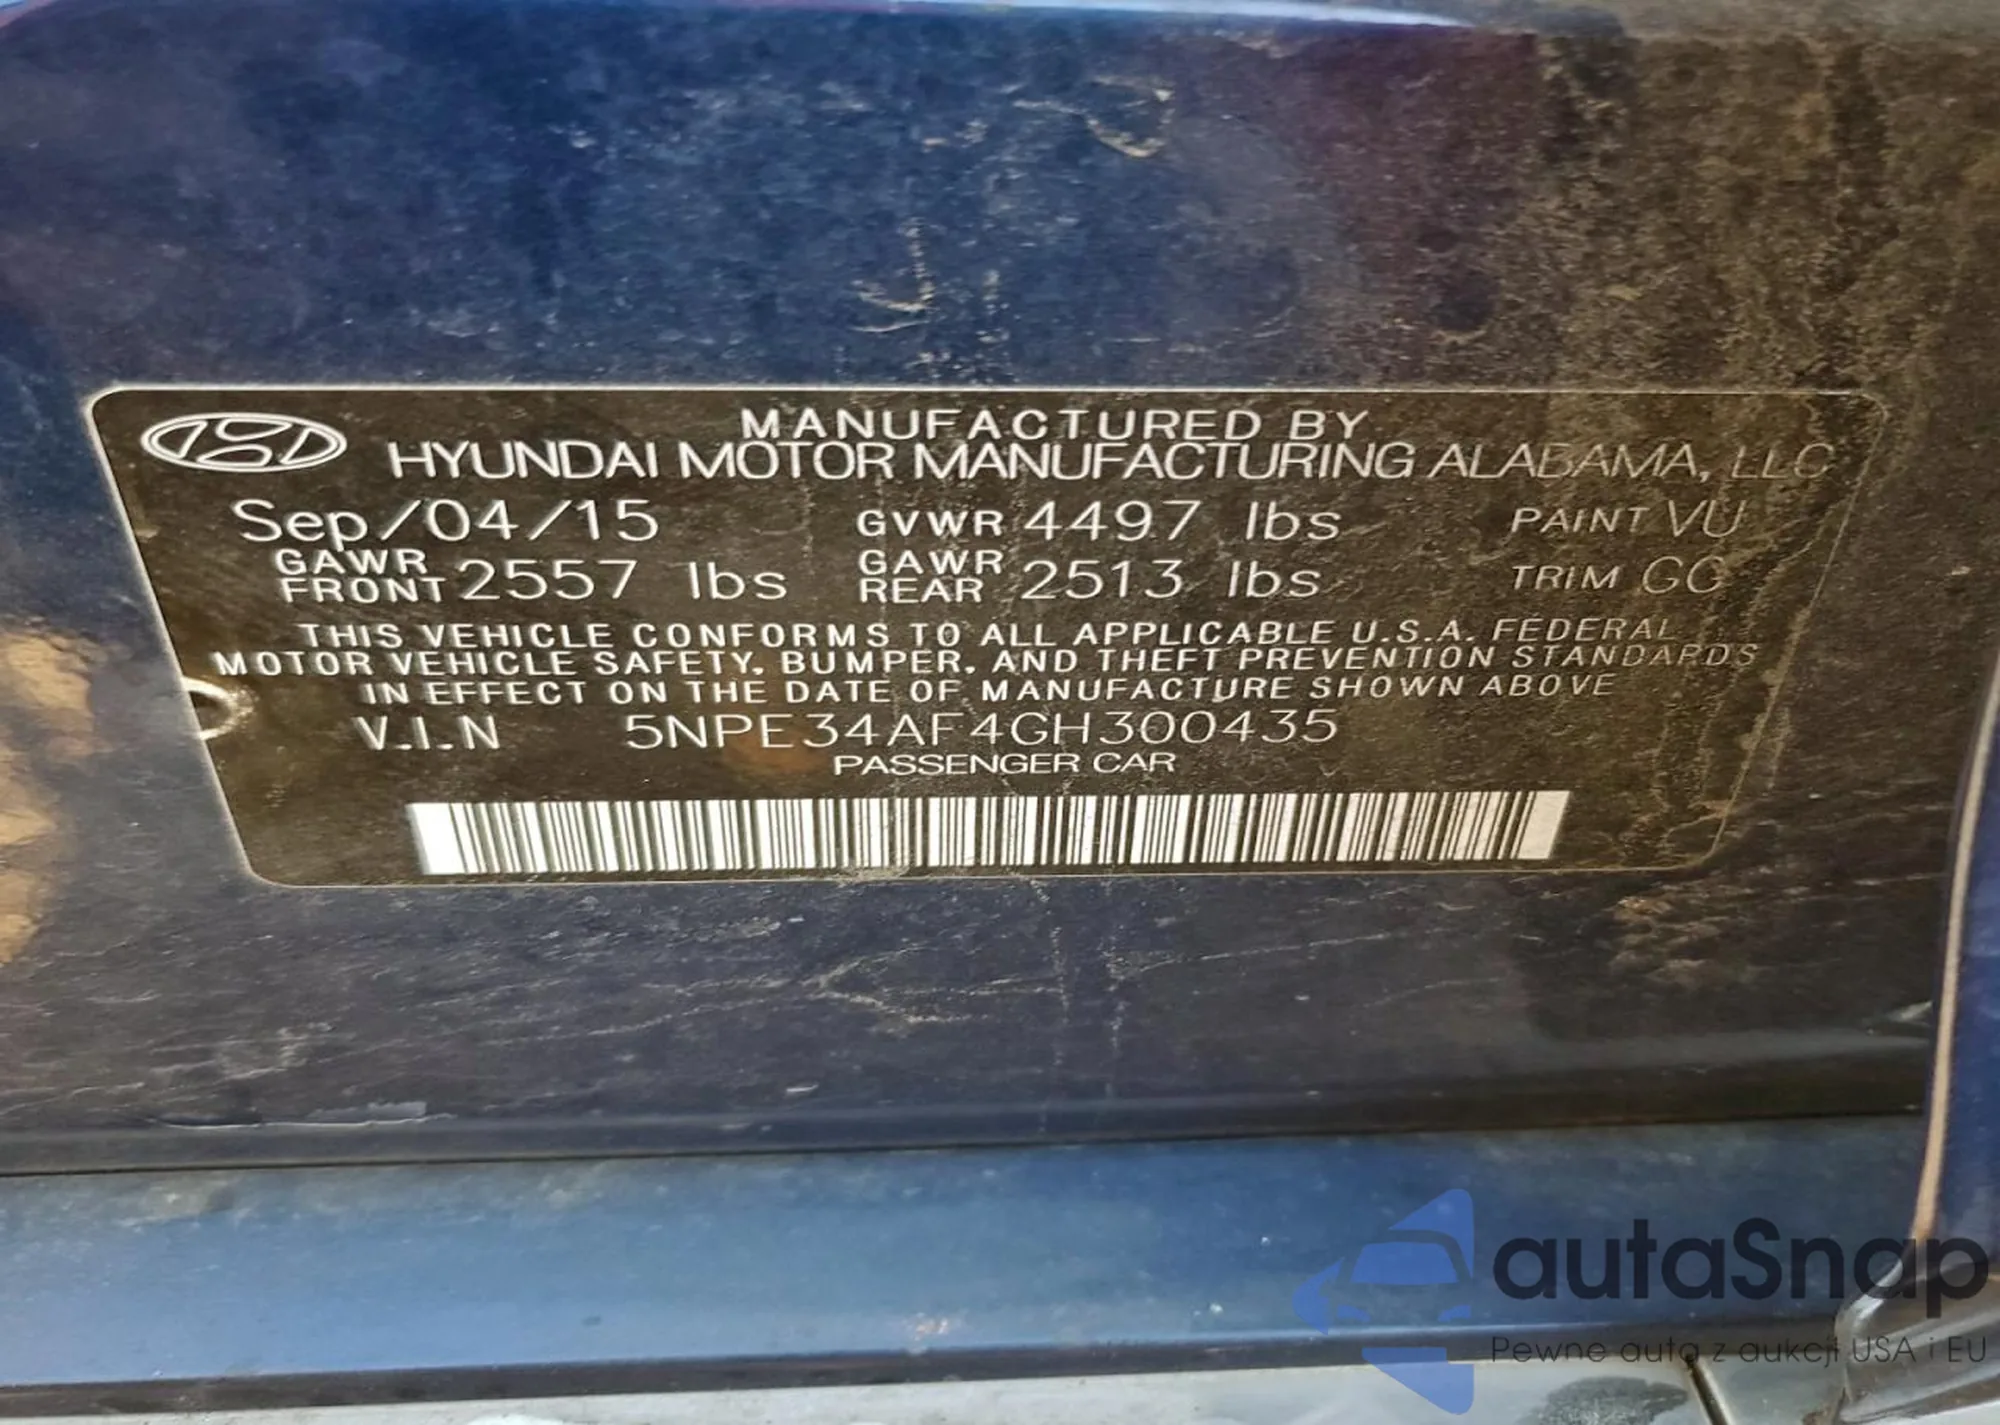 MANUFACTURED BY
HYUNDAI MOTOR MANUFACTURING ALABAMA, LLC
Sep/04/15 GVWR 4497 lbs PAINT VU
GAWR FRONT 2557 lbs GAWR REAR 2513 lbs TRIM GG
THIS VEHICLE CONFORMS TO ALL APPLICABLE U.S.A. FEDERAL
MOTOR VEHICLE SAFETY, BUMPER, AND THEFT PREVENTION STANDARDS
IN EFFECT ON THE DATE OF MANUFACTURE SHOWN ABOVE
V.I.N 5NPE34AF4GH300435
PASSENGER CAR
autaSnap
Pewne auta z aukcji USA i EU